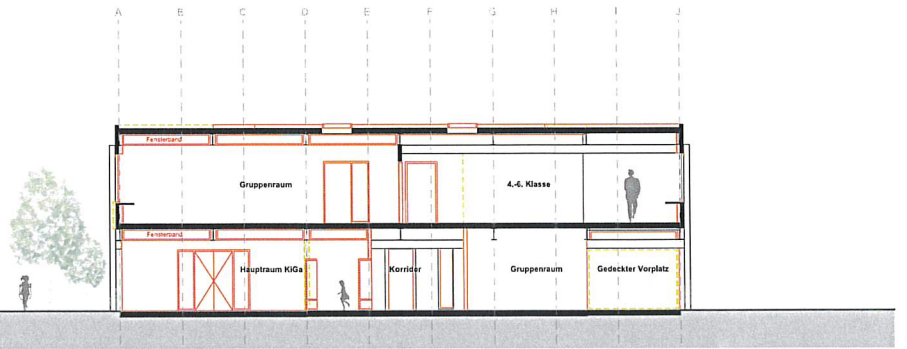 A B C D E F G H I J
Fensterband
Gruppenraum 4.-6. Klasse
Fensterband
Hauptraum KiGa Korridor Gruppenraum Gedeckter Vorplatz